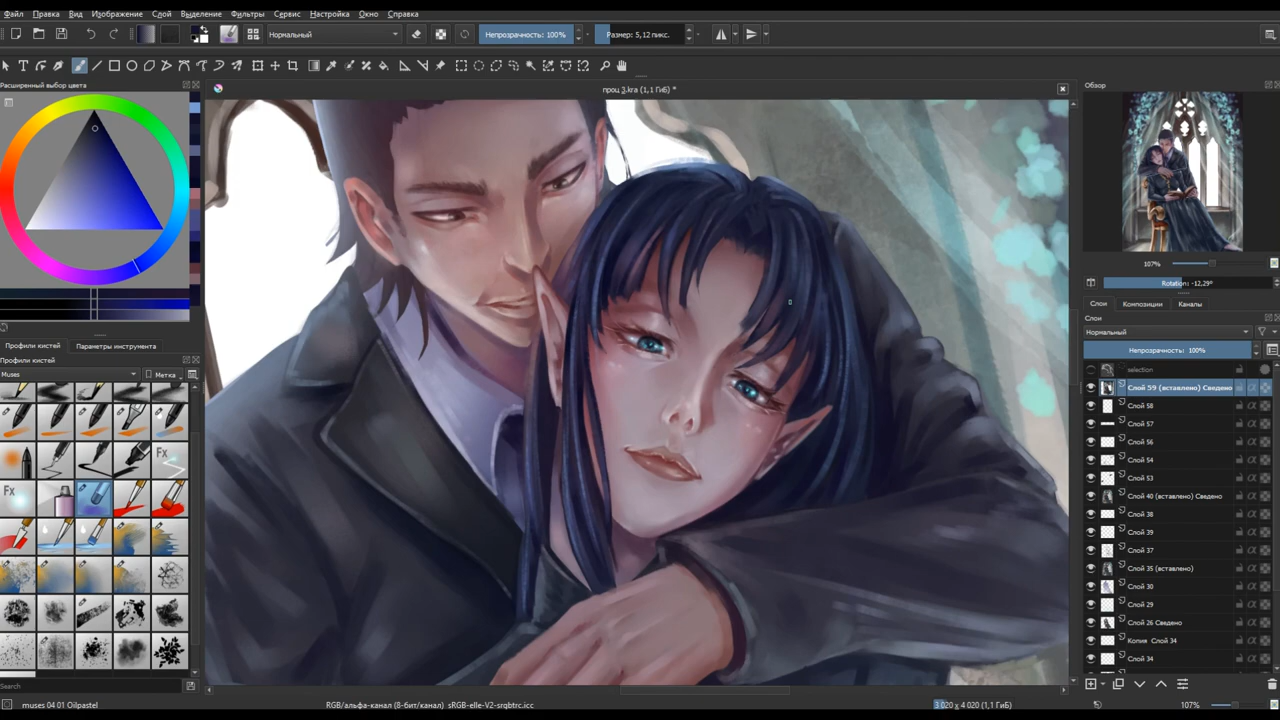 Файл Правка Вид Изображение Слой Выделение Фильтры Сервис Настройка Окно Справка
Нормальный Непрозрачность: 100% Размер: 5,12 пикс.
Расширенный выбор цвета
проц 3.kra (1,1 ГиБ) *
Обзор
107%
Rotation: -12,29°
Слои Композиции Каналы
Слои
Нормальный
Непрозрачность: 100%
selection
Слой 59 (вставлено) Сведено
Слой 58
Слой 57
Слой 56
Слой 54
Слой 53
Слой 40 (вставлено) Сведено
Слой 38
Слой 39
Слой 37
Слой 35 (вставлено)
Слой 30
Слой 29
Слой 26 Сведено
Копия Слой 34
Слой 34
Профили кистей Параметры инструмента
Профили кистей
Muses Метка
Fx
Fx
Search
muses 04 01 Oilpastel RGB/альфа-канал (8-бит/канал) sRGB-elle-V2-srgbtrc.icc 3 020 x 4 020 (1,1 ГиБ) 107%